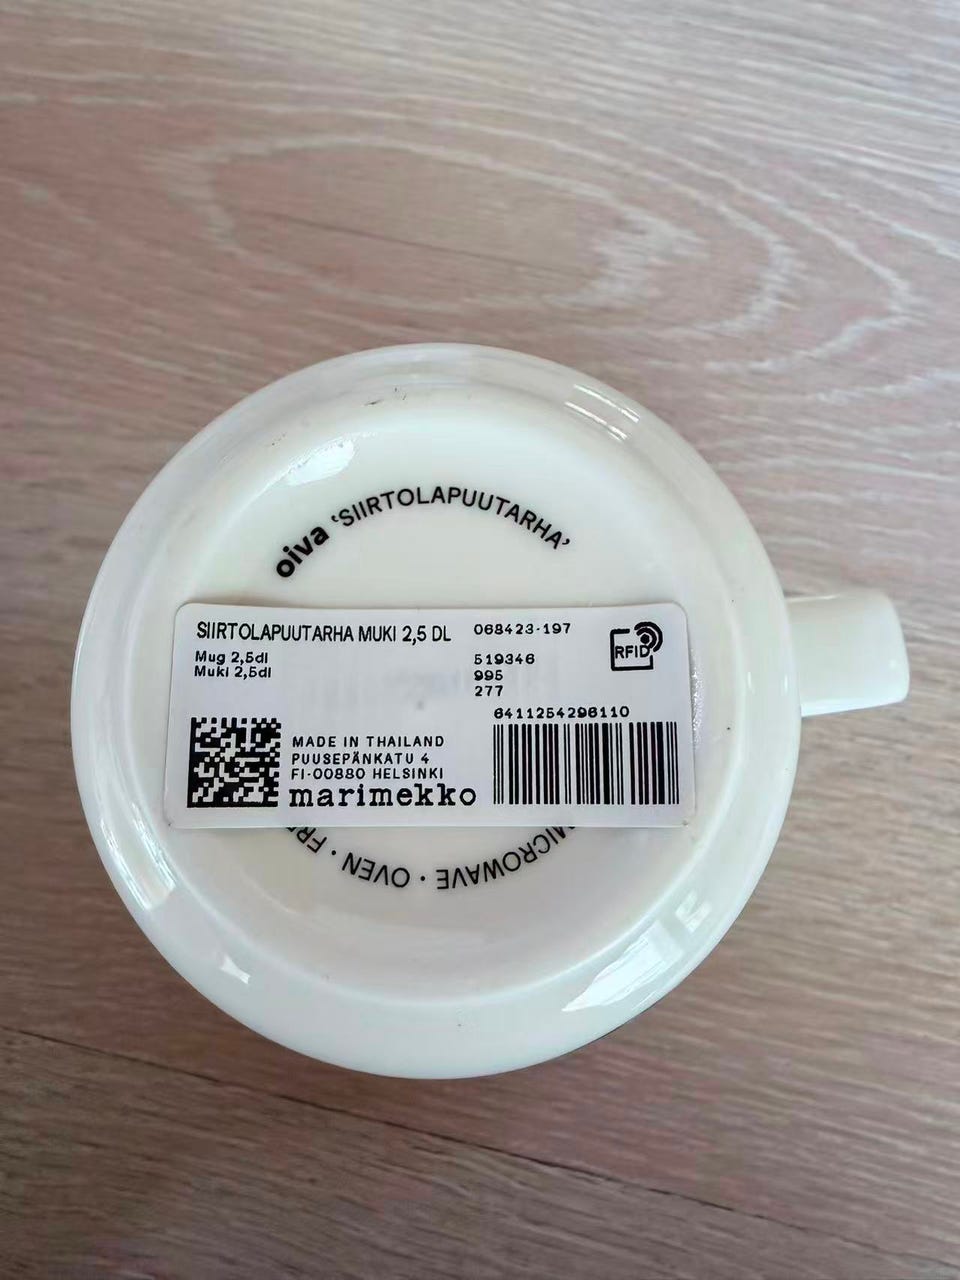 oiva ‘SIIRTOLAPUUTARHA’
SIIRTOLAPUUTARHA MUKI 2,5 DL
068423-197
Mug 2,5dl
Muki 2,5dl
519346
995
277
RFID
6411254296110
MADE IN THAILAND
PUUSEPÄNKATU 4
FI-00880 HELSINKI
marimekko
MICROWAVE · OVEN ·